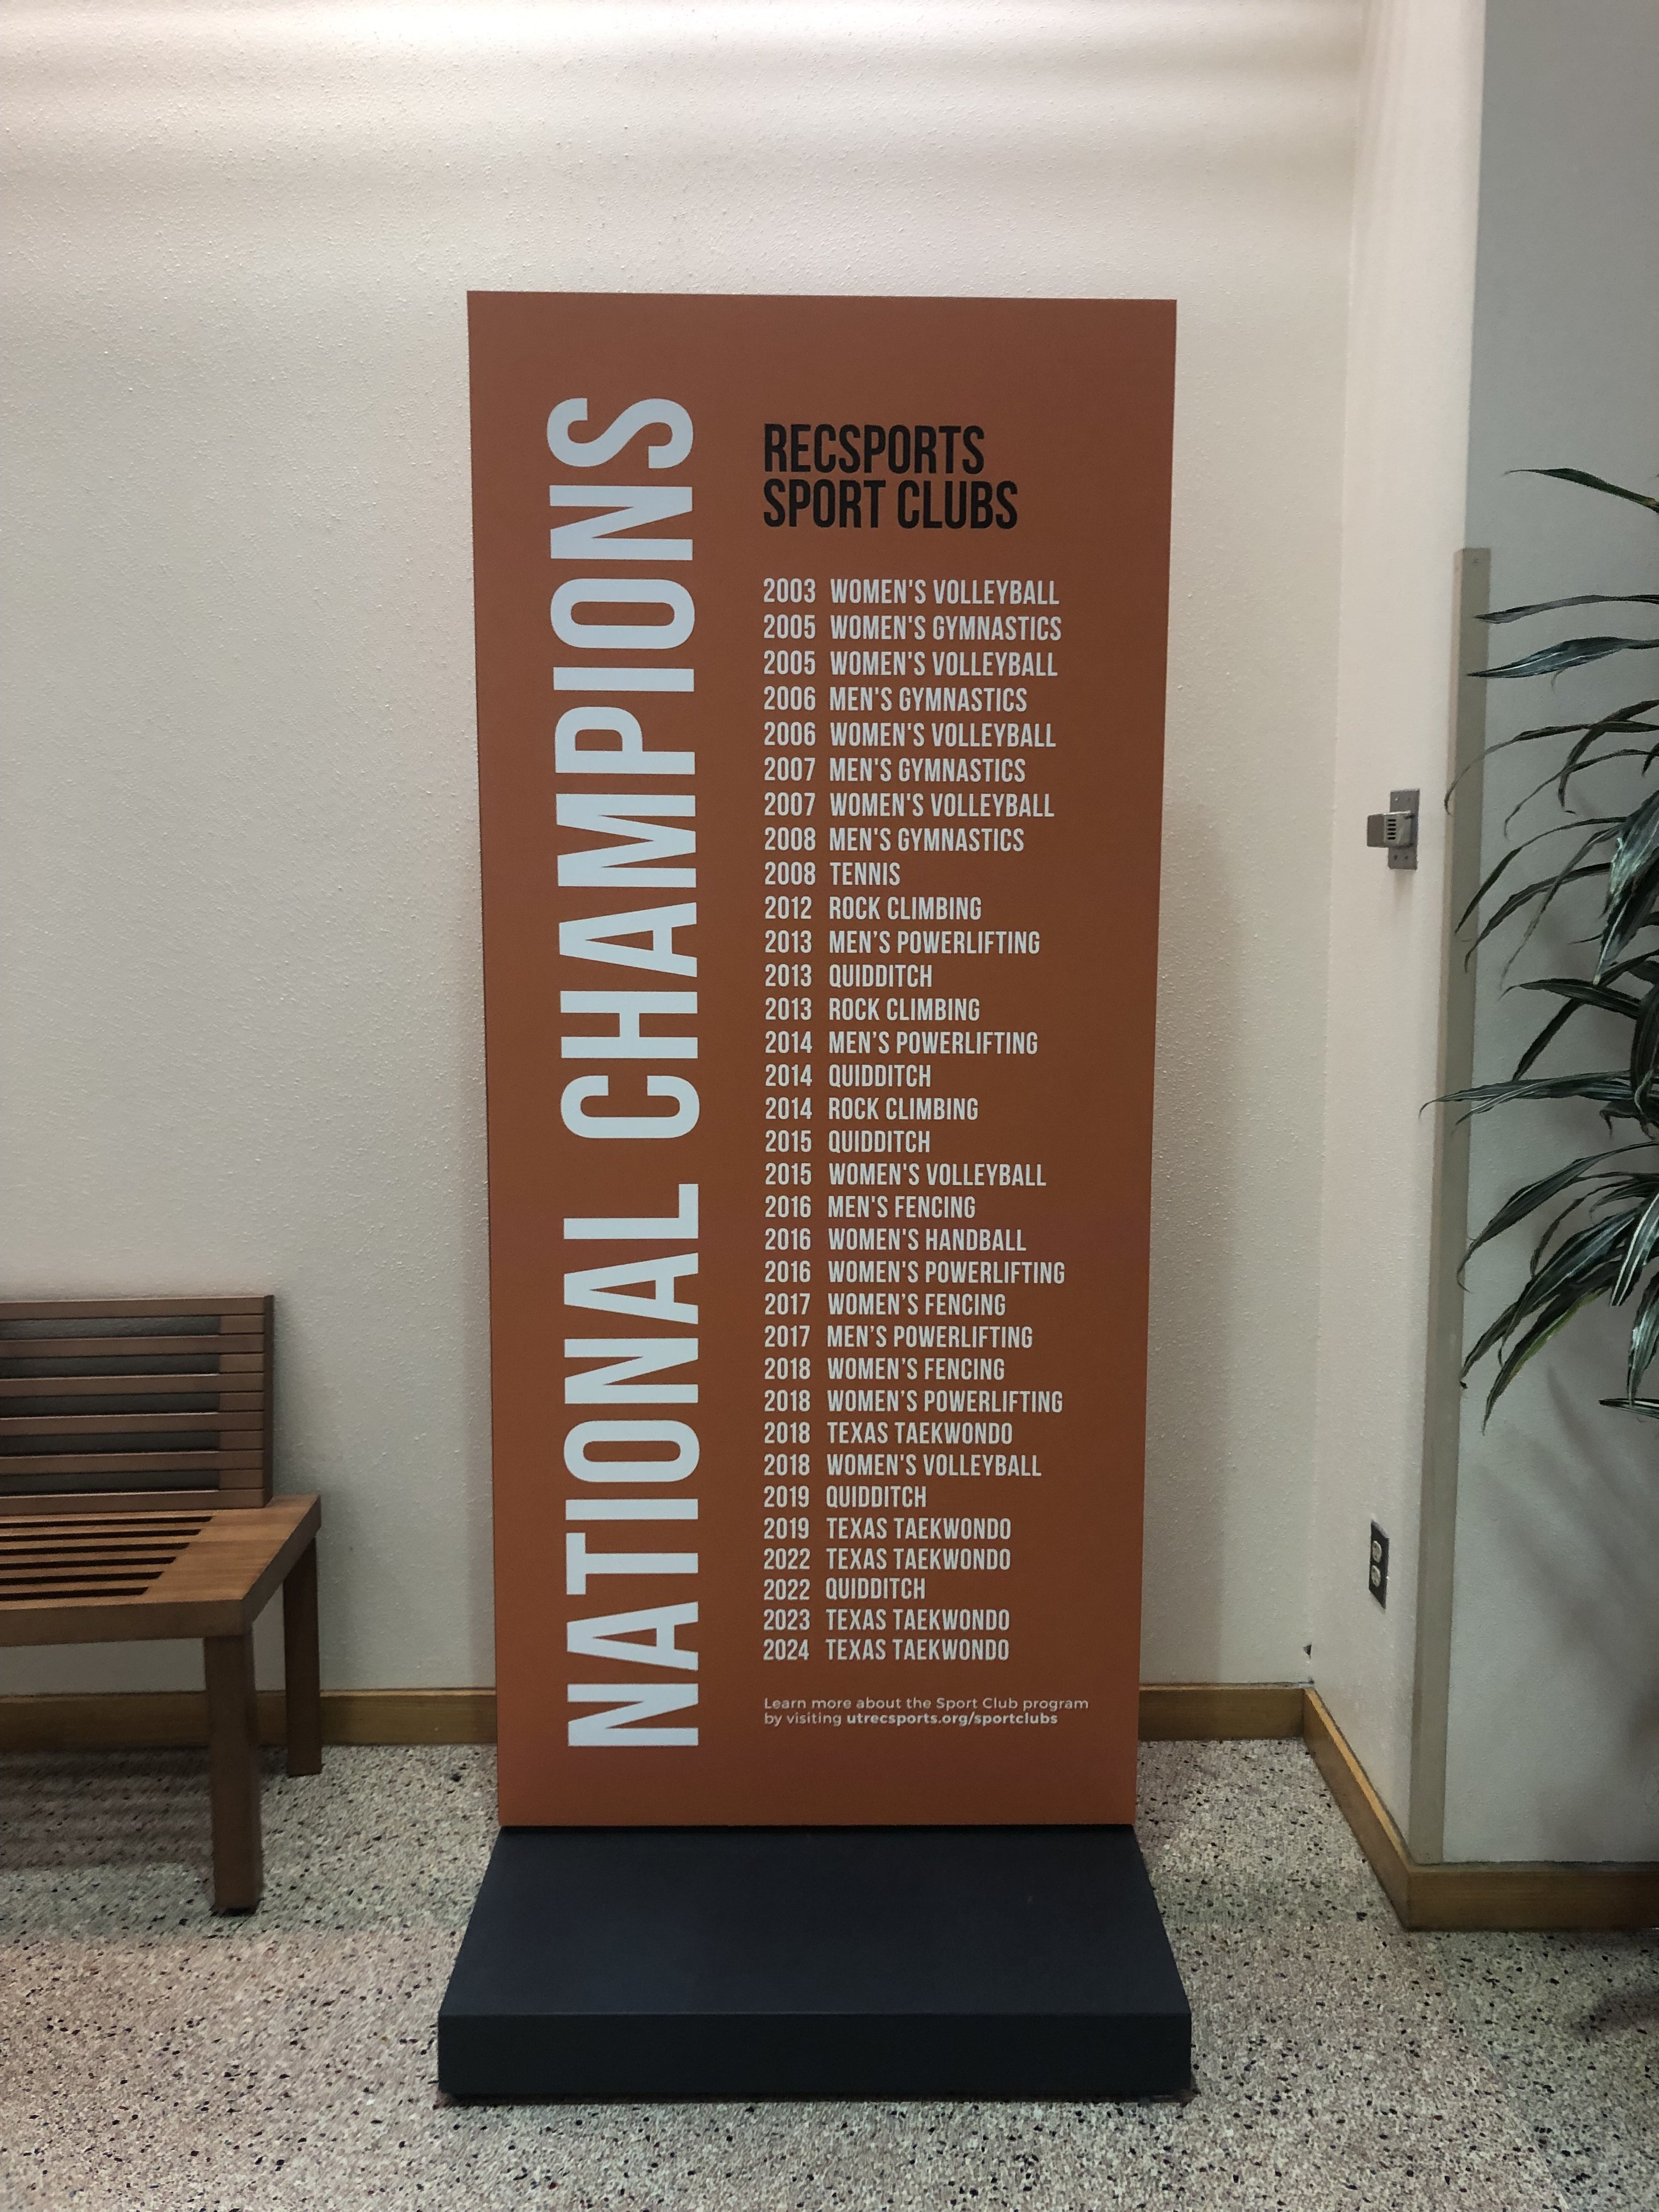 NATIONAL CHAMPIONS
RECSPORTS
SPORT CLUBS
2003 WOMEN'S VOLLEYBALL
2005 WOMEN'S GYMNASTICS
2005 WOMEN'S VOLLEYBALL
2006 MEN'S GYMNASTICS
2006 WOMEN'S VOLLEYBALL
2007 MEN'S GYMNASTICS
2007 WOMEN'S VOLLEYBALL
2008 MEN'S GYMNASTICS
2008 TENNIS
2012 ROCK CLIMBING
2013 MEN’S POWERLIFTING
2013 QUIDDITCH
2013 ROCK CLIMBING
2014 MEN’S POWERLIFTING
2014 QUIDDITCH
2014 ROCK CLIMBING
2015 QUIDDITCH
2015 WOMEN'S VOLLEYBALL
2016 MEN'S FENCING
2016 WOMEN'S HANDBALL
2016 WOMEN'S POWERLIFTING
2017 WOMEN’S FENCING
2017 MEN’S POWERLIFTING
2018 WOMEN’S FENCING
2018 WOMEN’S POWERLIFTING
2018 TEXAS TAEKWONDO
2018 WOMEN'S VOLLEYBALL
2019 QUIDDITCH
2019 TEXAS TAEKWONDO
2022 TEXAS TAEKWONDO
2022 QUIDDITCH
2023 TEXAS TAEKWONDO
2024 TEXAS TAEKWONDO
Learn more about the Sport Club program
by visiting utrecsports.org/sportclubs